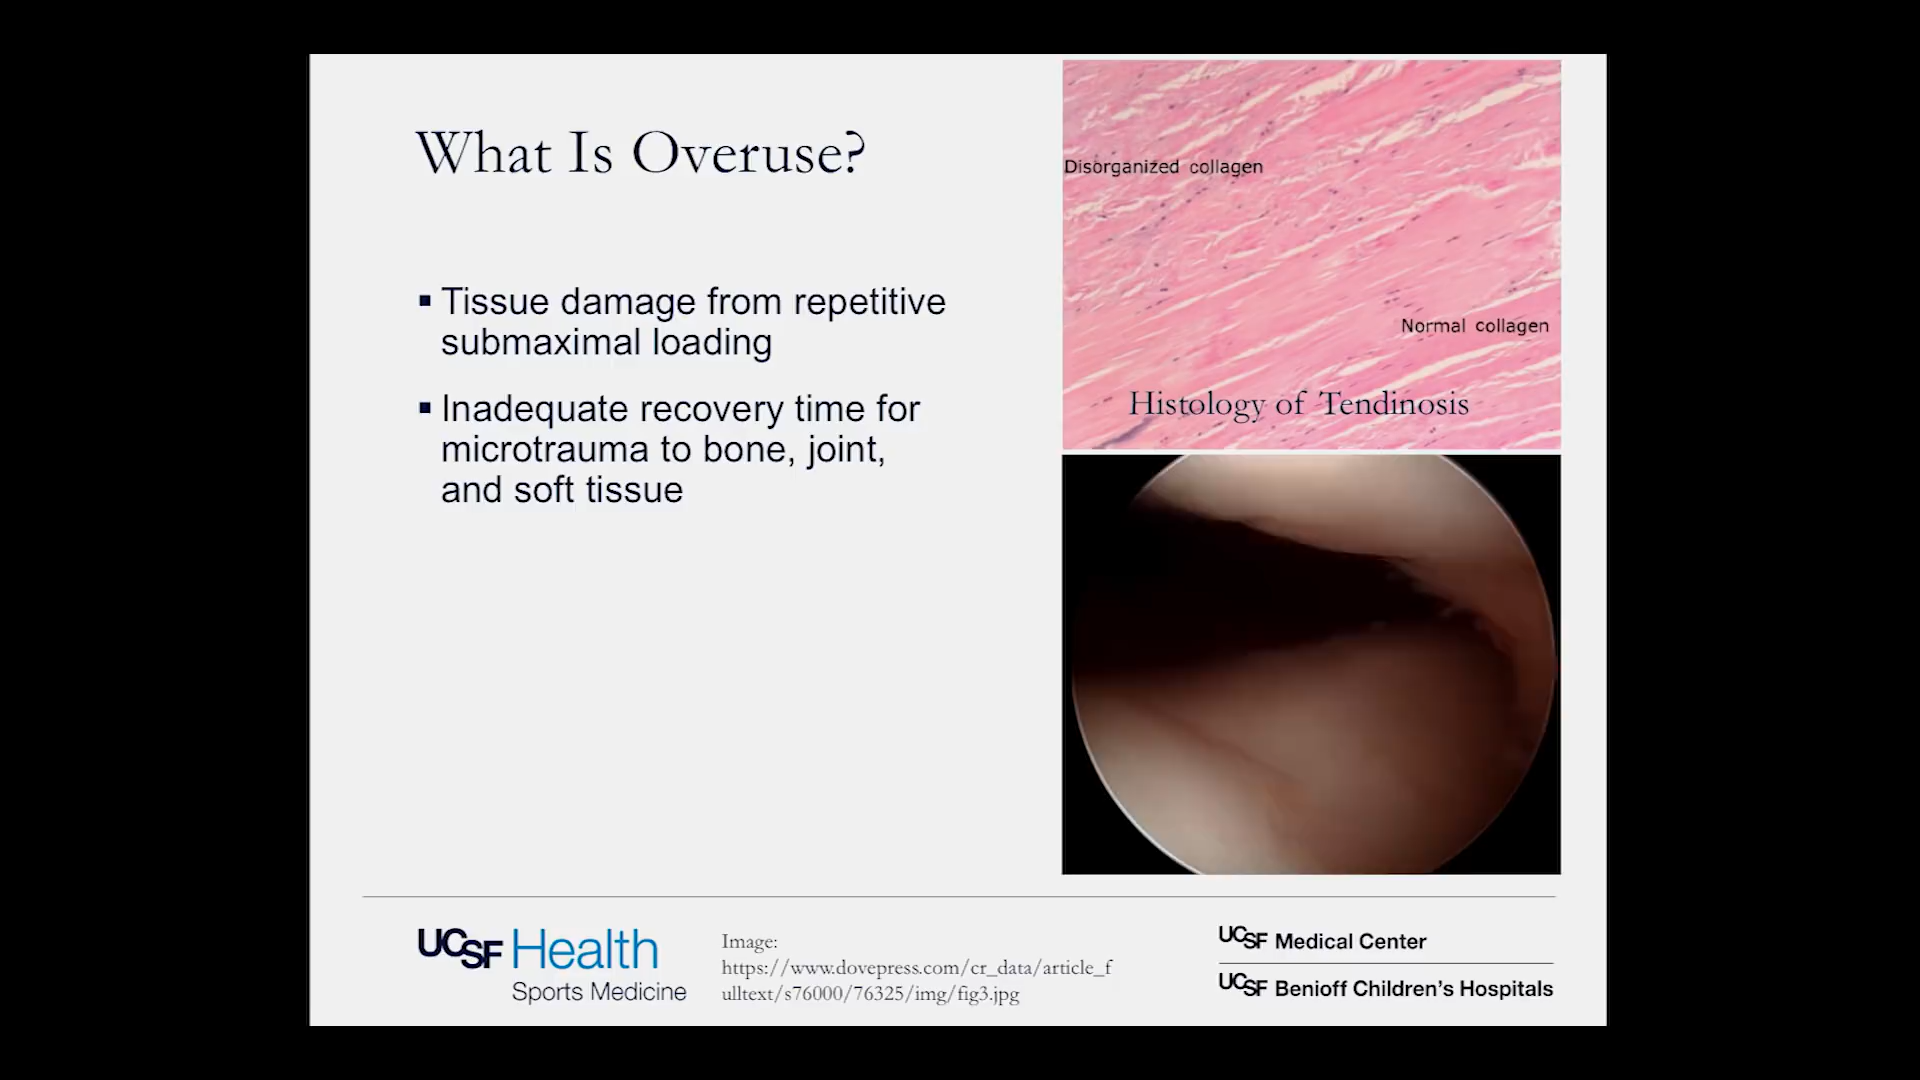 What Is Overuse?
▪ Tissue damage from repetitive
submaximal loading
▪ Inadequate recovery time for
microtrauma to bone, joint,
and soft tissue
Disorganized collagen
Normal collagen
Histology of Tendinosis
UCSF Health
Sports Medicine
Image:
https://www.dovepress.com/cr_data/article_f
ulltext/s76000/76325/img/fig3.jpg
UCSF Medical Center
UCSF Benioff Children's Hospitals